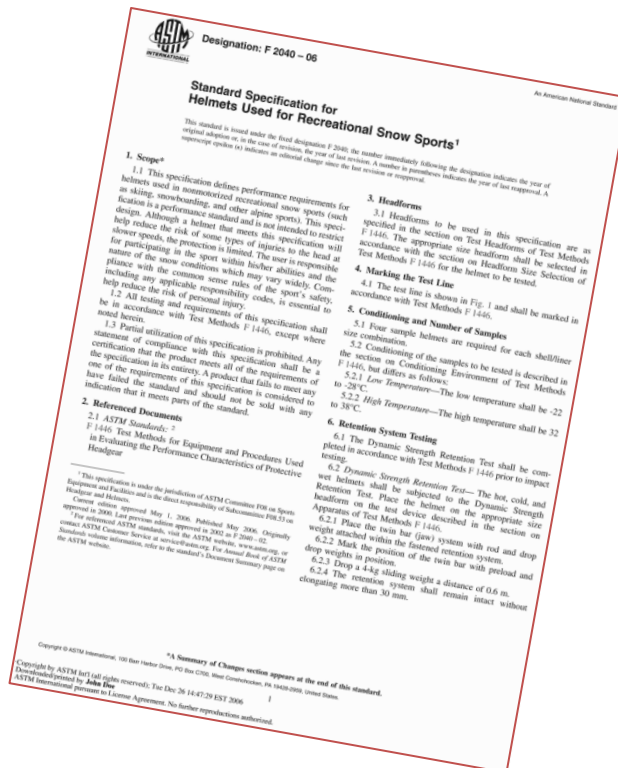 ASTM
INTERNATIONAL
Designation: F 2040 – 06
An American National Standard
Standard Specification for
Helmets Used for Recreational Snow Sports¹
This standard is issued under the fixed designation F 2040; the number immediately following the designation indicates the year of
original adoption or, in the case of revision, the year of last revision. A number in parentheses indicates the year of last reapproval. A
superscript epsilon (ε) indicates an editorial change since the last revision or reapproval.
1. Scope*
1.1 This specification defines performance requirements for
helmets used in nonmotorized recreational snow sports (such
as skiing, snowboarding, and other alpine sports). This speci-
fication is a performance standard and is not intended to restrict
design. Although a helmet that meets this specification will
help reduce the risk of some types of injuries to the head at
slower speeds, the protection is limited. The user is responsible
for participating in the sport within his/her abilities and the
nature of the snow conditions which may vary widely. Com-
pliance with the common sense rules of the sport's safety,
including any applicable responsibility codes, is essential to
help reduce the risk of personal injury.
1.2 All testing and requirements of this specification shall
be in accordance with Test Methods F 1446, except where
noted herein.
1.3 Partial utilization of this specification is prohibited. Any
statement of compliance with this specification shall be a
certification that the product meets all of the requirements of
the specification in its entirety. A product that fails to meet any
one of the requirements of this specification is considered to
have failed the standard and should not be sold with any
indication that it meets parts of the standard.
2. Referenced Documents
2.1 ASTM Standards: ²
F 1446 Test Methods for Equipment and Procedures Used
in Evaluating the Performance Characteristics of Protective
Headgear
¹ This specification is under the jurisdiction of ASTM Committee F08 on Sports
Equipment and Facilities and is the direct responsibility of Subcommittee F08.53 on
Headgear and Helmets.
Current edition approved May 1, 2006. Published May 2006. Originally
approved in 2000. Last previous edition approved in 2002 as F 2040 – 02.
² For referenced ASTM standards, visit the ASTM website, www.astm.org, or
contact ASTM Customer Service at service@astm.org. For Annual Book of ASTM
Standards volume information, refer to the standard's Document Summary page on
the ASTM website.
3. Headforms
3.1 Headforms to be used in this specification are as
specified in the section on Test Headforms of Test Methods
F 1446. The appropriate size headform shall be selected in
accordance with the section on Headform Size Selection of
Test Methods F 1446 for the helmet to be tested.
4. Marking the Test Line
4.1 The test line is shown in Fig. 1 and shall be marked in
accordance with Test Methods F 1446.
5. Conditioning and Number of Samples
5.1 Four sample helmets are required for each shell/liner
size combination.
5.2 Conditioning of the samples to be tested is described in
the section on Conditioning Environment of Test Methods
F 1446, but differs as follows:
5.2.1 Low Temperature—The low temperature shall be -22
to -28°C.
5.2.2 High Temperature—The high temperature shall be 32
to 38°C.
6. Retention System Testing
6.1 The Dynamic Strength Retention Test shall be com-
pleted in accordance with Test Methods F 1446 prior to impact
testing.
6.2 Dynamic Strength Retention Test— The hot, cold, and
wet helmets shall be subjected to the Dynamic Strength
Retention Test. Place the helmet on the appropriate size
headform on the test device described in the section on
Apparatus of Test Methods F 1446.
6.2.1 Place the twin bar (jaw) system with rod and drop
weight attached within the fastened retention system.
6.2.2 Mark the position of the twin bar with preload and
drop weights in position.
6.2.3 Drop a 4-kg sliding weight a distance of 0.6 m.
6.2.4 The retention system shall remain intact without
elongating more than 30 mm.
*A Summary of Changes section appears at the end of this standard.
Copyright © ASTM International, 100 Barr Harbor Drive, PO Box C700, West Conshohocken, PA 19428-2959, United States.
Copyright by ASTM Int'l (all rights reserved); Tue Dec 26 14:47:29 EST 2006
Downloaded/printed by John Doe
ASTM International pursuant to License Agreement. No further reproductions authorized.
1